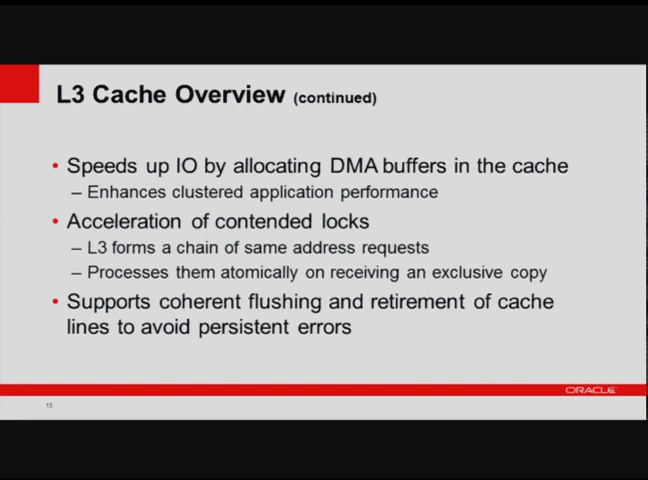 L3 Cache Overview (continued)
• Speeds up IO by allocating DMA buffers in the cache
– Enhances clustered application performance
• Acceleration of contended locks
– L3 forms a chain of same address requests
– Processes them atomically on receiving an exclusive copy
• Supports coherent flushing and retirement of cache
lines to avoid persistent errors
ORACLE